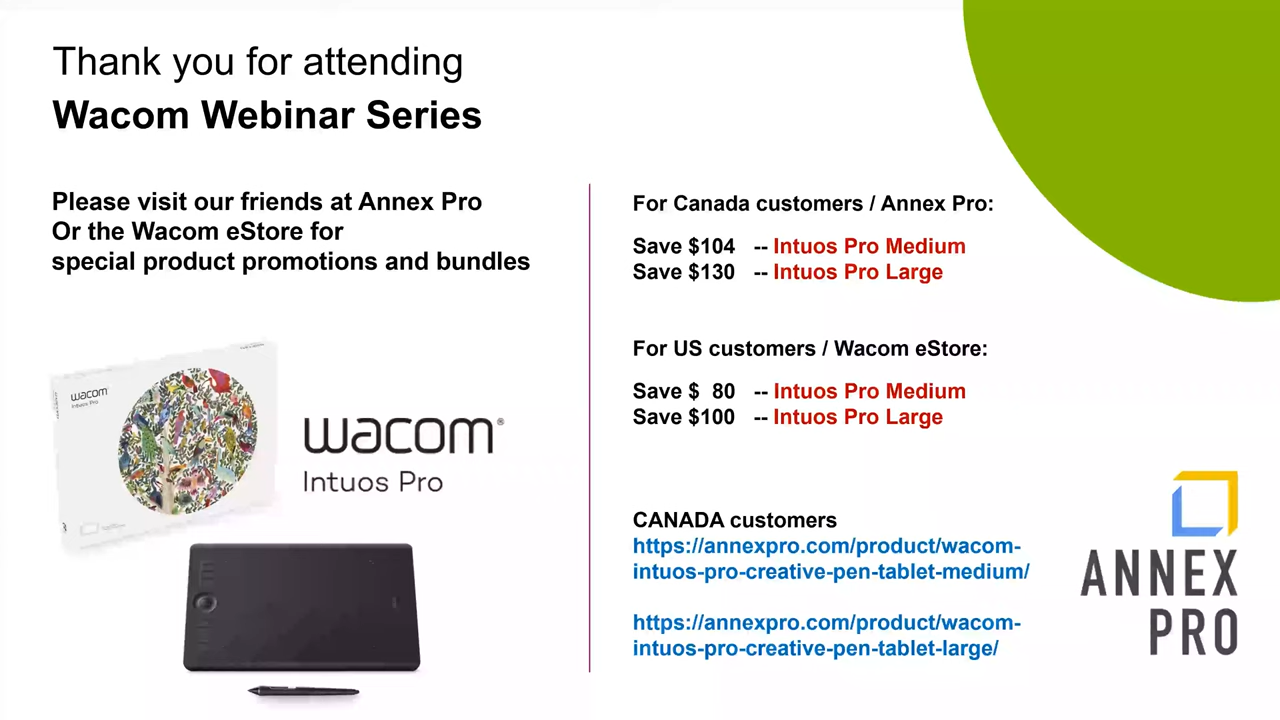 Thank you for attending
Wacom Webinar Series
Please visit our friends at Annex Pro
Or the Wacom eStore for
special product promotions and bundles
wacom
Intuos Pro
wacom®
Intuos Pro
For Canada customers / Annex Pro:
Save $104 -- Intuos Pro Medium
Save $130 -- Intuos Pro Large
For US customers / Wacom eStore:
Save $ 80 -- Intuos Pro Medium
Save $100 -- Intuos Pro Large
CANADA customers
https://annexpro.com/product/wacom-
intuos-pro-creative-pen-tablet-medium/
https://annexpro.com/product/wacom-
intuos-pro-creative-pen-tablet-large/
ANNEX
PRO